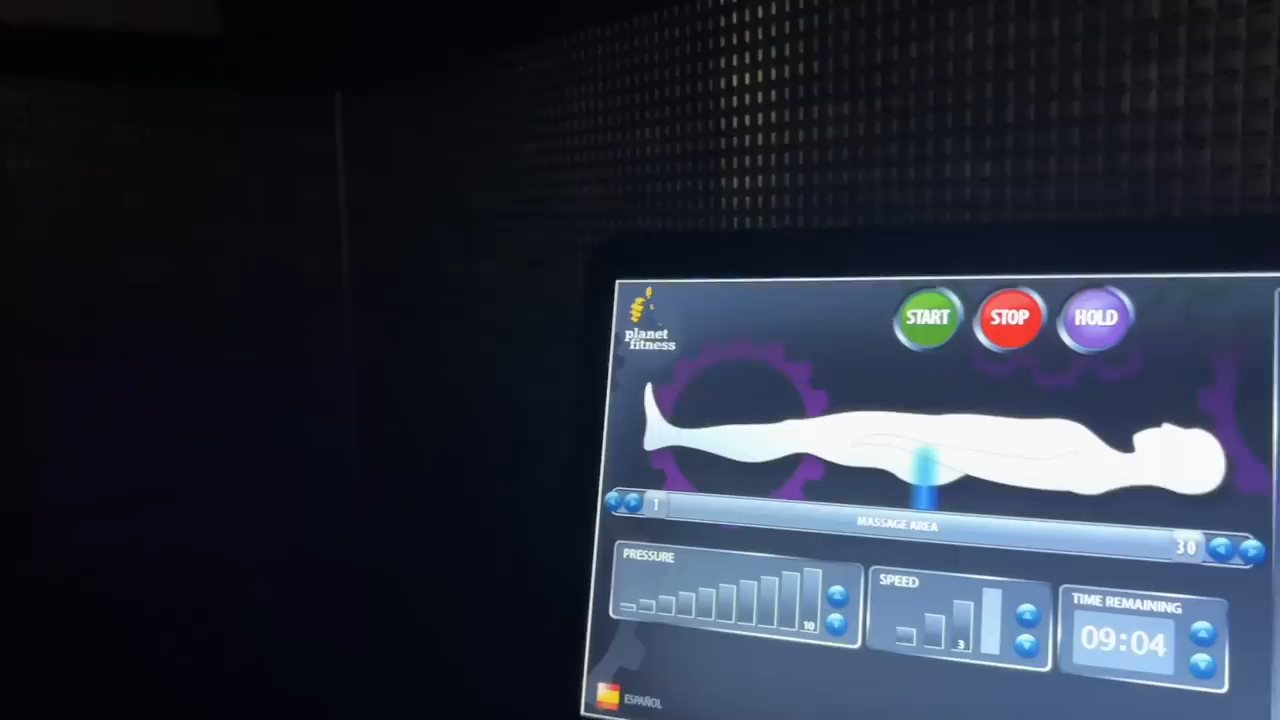 planet
fitness
START
STOP
HOLD
1
MASSAGE AREA
30
PRESSURE
10
SPEED
3
TIME REMAINING
09:04
ESPAÑOL